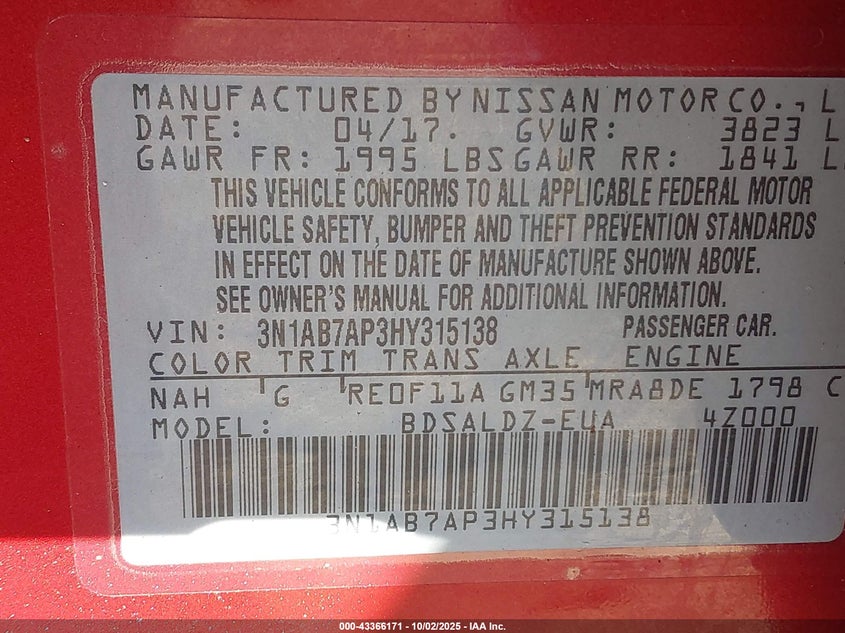 MANUFACTURED BY NISSAN MOTOR CO., L
DATE: 04/17. GVWR: 3823 L
GAWR FR: 1995 LBS GAWR RR: 1841 L
THIS VEHICLE CONFORMS TO ALL APPLICABLE FEDERAL MOTOR
VEHICLE SAFETY, BUMPER AND THEFT PREVENTION STANDARDS
IN EFFECT ON THE DATE OF MANUFACTURE SHOWN ABOVE.
SEE OWNER'S MANUAL FOR ADDITIONAL INFORMATION.
VIN: 3N1AB7AP3HY315138 PASSENGER CAR.
COLOR TRIM TRANS AXLE ENGINE
NAH G RE0F11A GM35 MRA8DE 1798 C
MODEL: BDSALDZ-EUA 4Z000
3N1AB7AP3HY315138
000-43366171 - 10/02/2025 - IAA Inc.